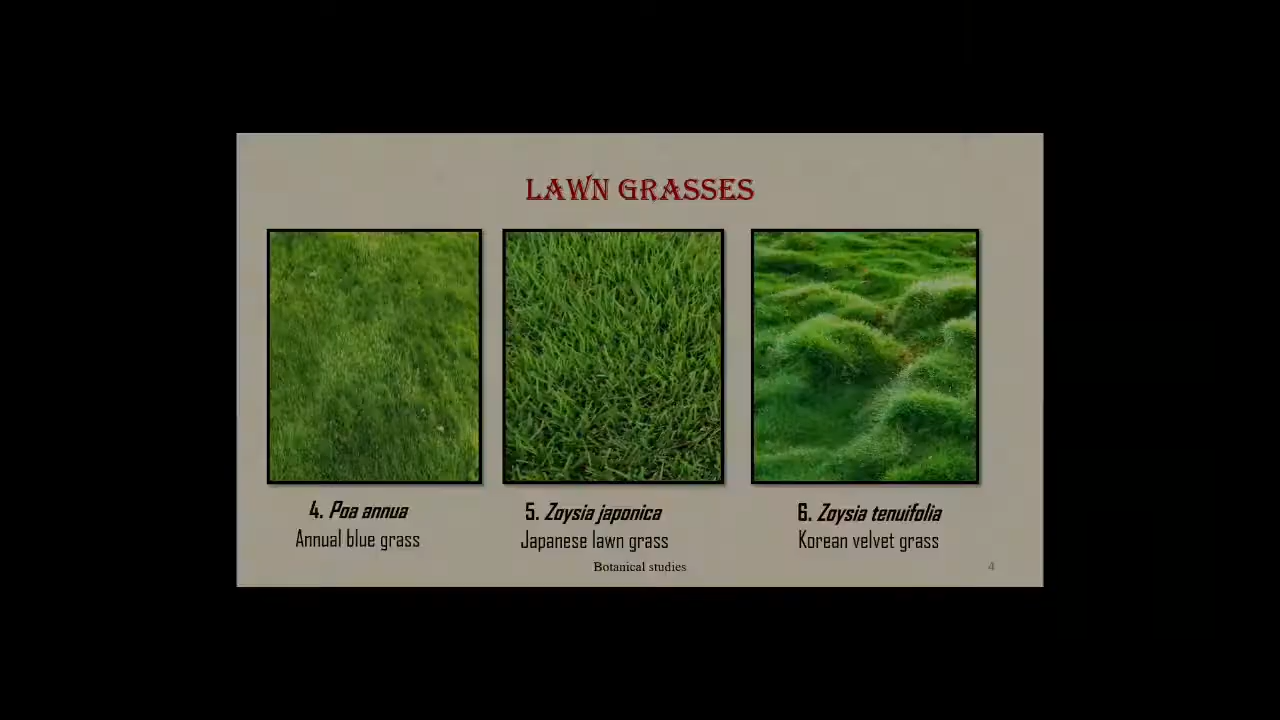 LAWN GRASSES
4. Poa annua
Annual blue grass
5. Zoysia japonica
Japanese lawn grass
6. Zoysia tenuifolia
Korean velvet grass
Botanical studies
4